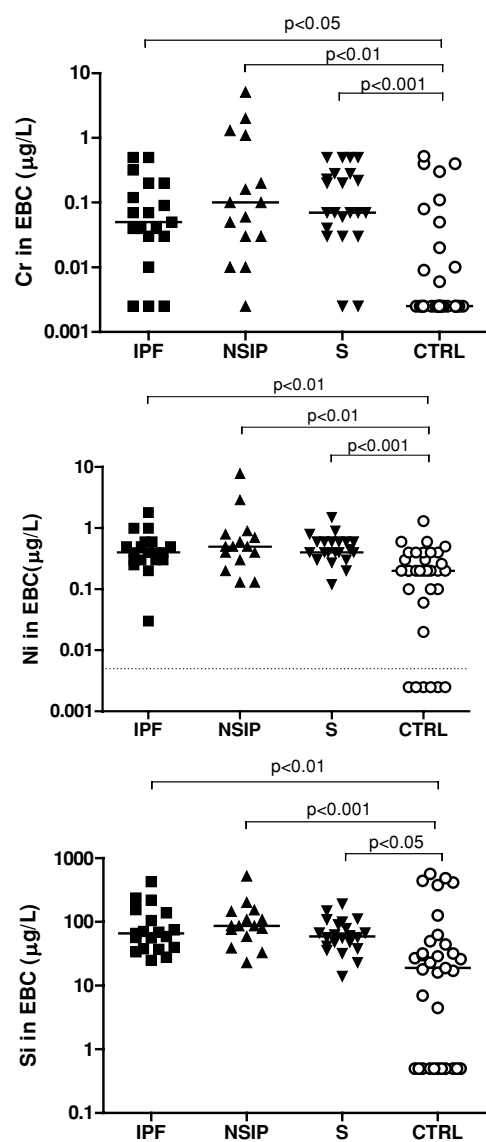 p<0.05
p<0.01
p<0.001
10
1
0.1
0.01
0.001
Cr in EBC (µg/L)
IPF NSIP S CTRL
p<0.01
p<0.01
p<0.001
10
1
0.1
0.01
0.001
Ni in EBC(µg/L)
IPF NSIP S CTRL
p<0.01
p<0.001
p<0.05
1000
100
10
1
0.1
Si in EBC (µg/L)
IPF NSIP S CTRL